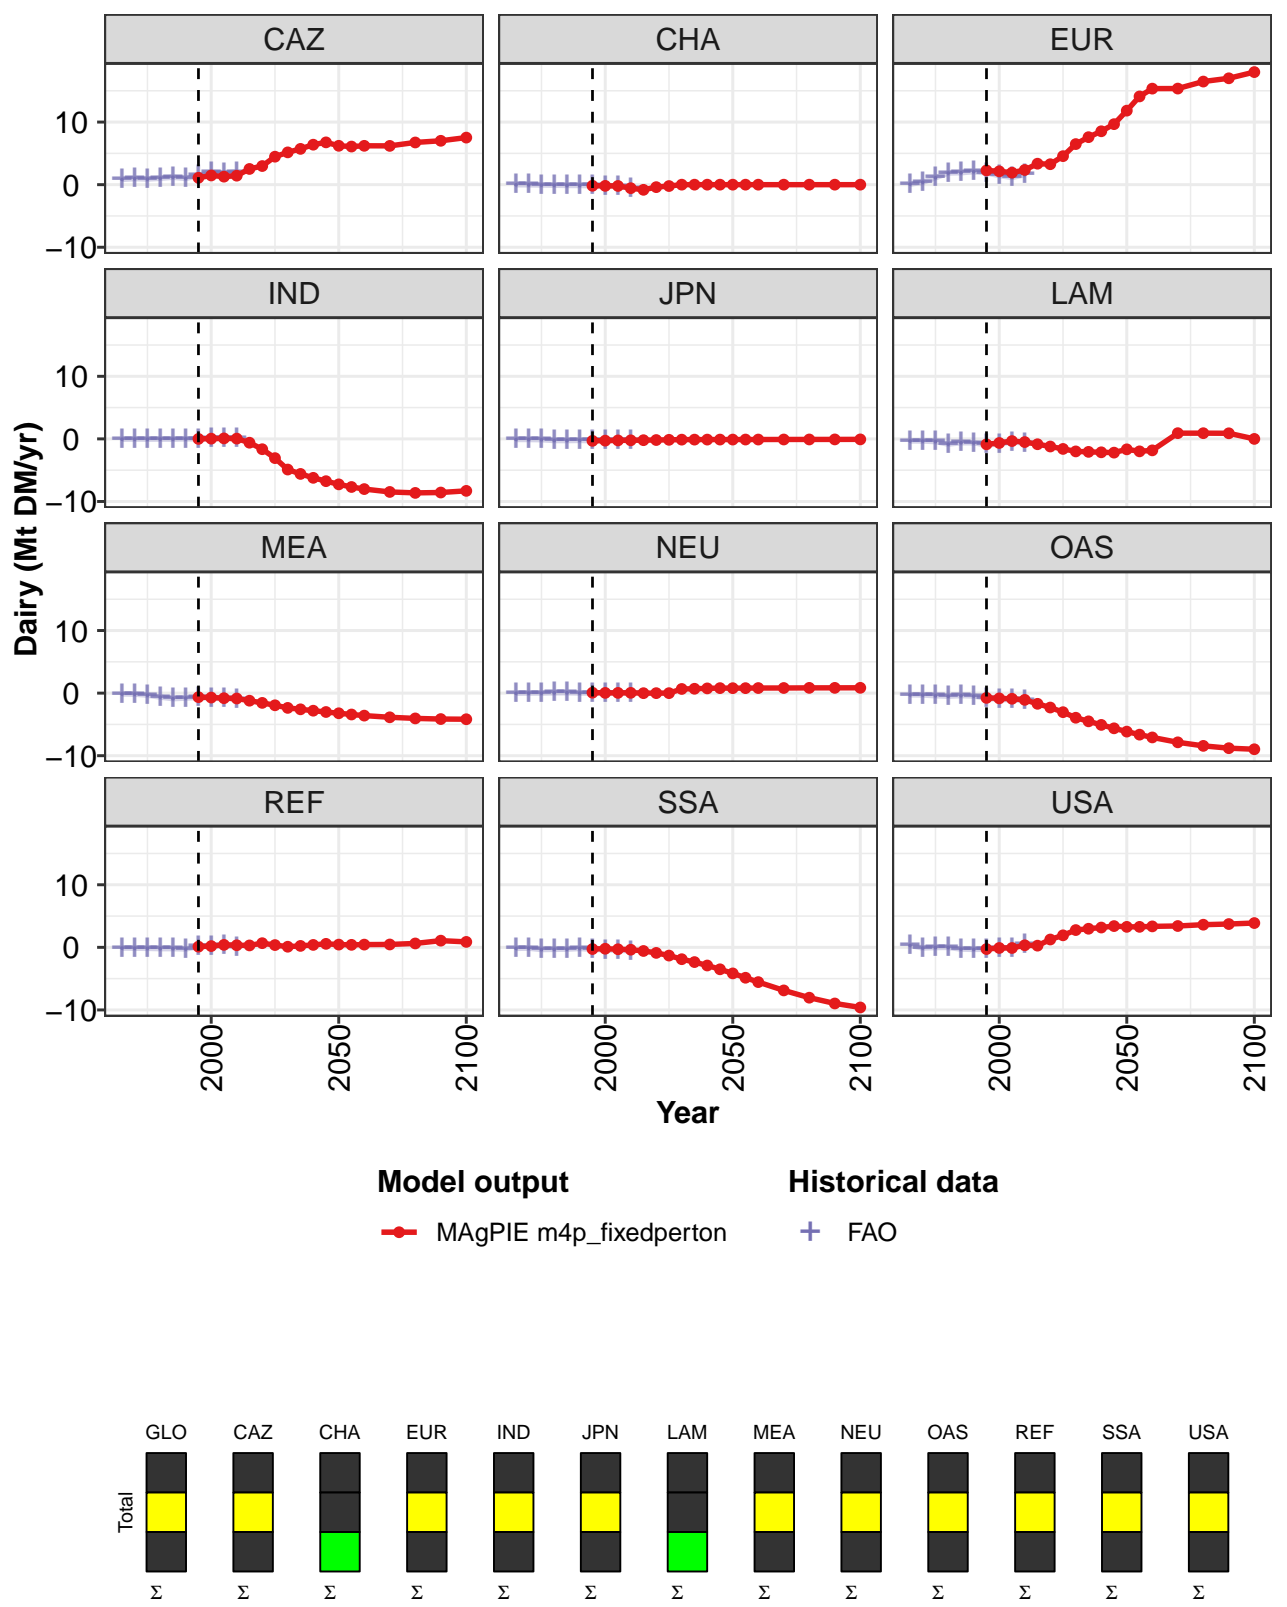 CAZ CHA EUR
10
0
−10
IND JPN LAM
10
0
−10
MEA NEU OAS
10
0
−10
REF SSA USA
10
0
−10
Dairy (Mt DM/yr)
2000 2050 2100 2000 2050 2100 2000 2050 2100
Year
Model output Historical data
MAgPIE m4p_fixedperton FAO
GLO CAZ CHA EUR IND JPN LAM MEA NEU OAS REF SSA USA
Total
Σ Σ Σ Σ Σ Σ Σ Σ Σ Σ Σ Σ Σ